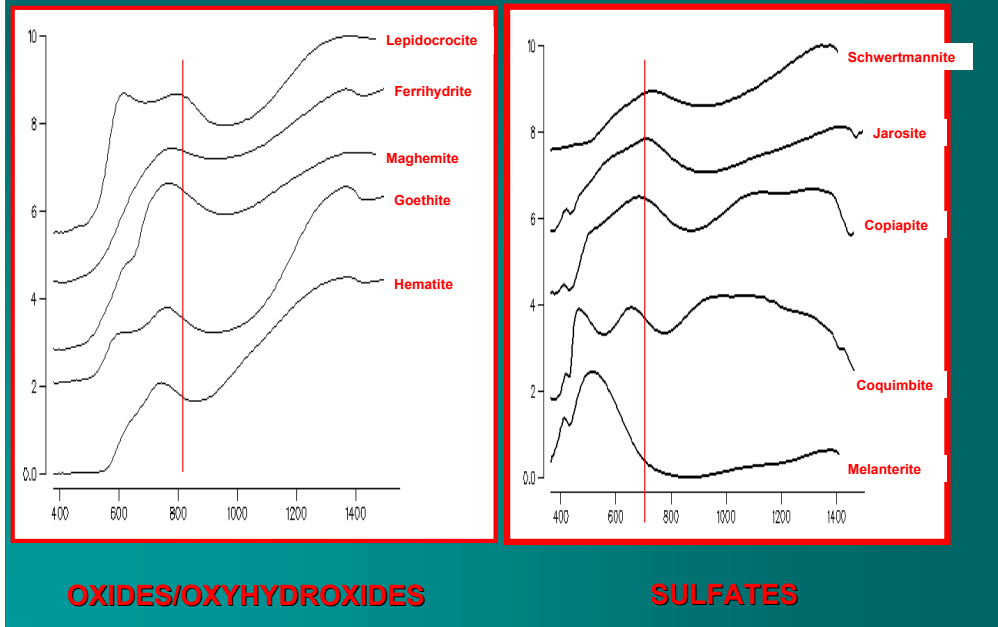 10
8
6
4
2
0.0
400 600 800 1000 1200 1400
Lepidocrocite
Ferrihydrite
Maghemite
Goethite
Hematite
OXIDES/OXYHYDROXIDES
10
8
6
4
2
0.0
400 600 800 1000 1200 1400
Schwertmannite
Jarosite
Copiapite
Coquimbite
Melanterite
SULFATES